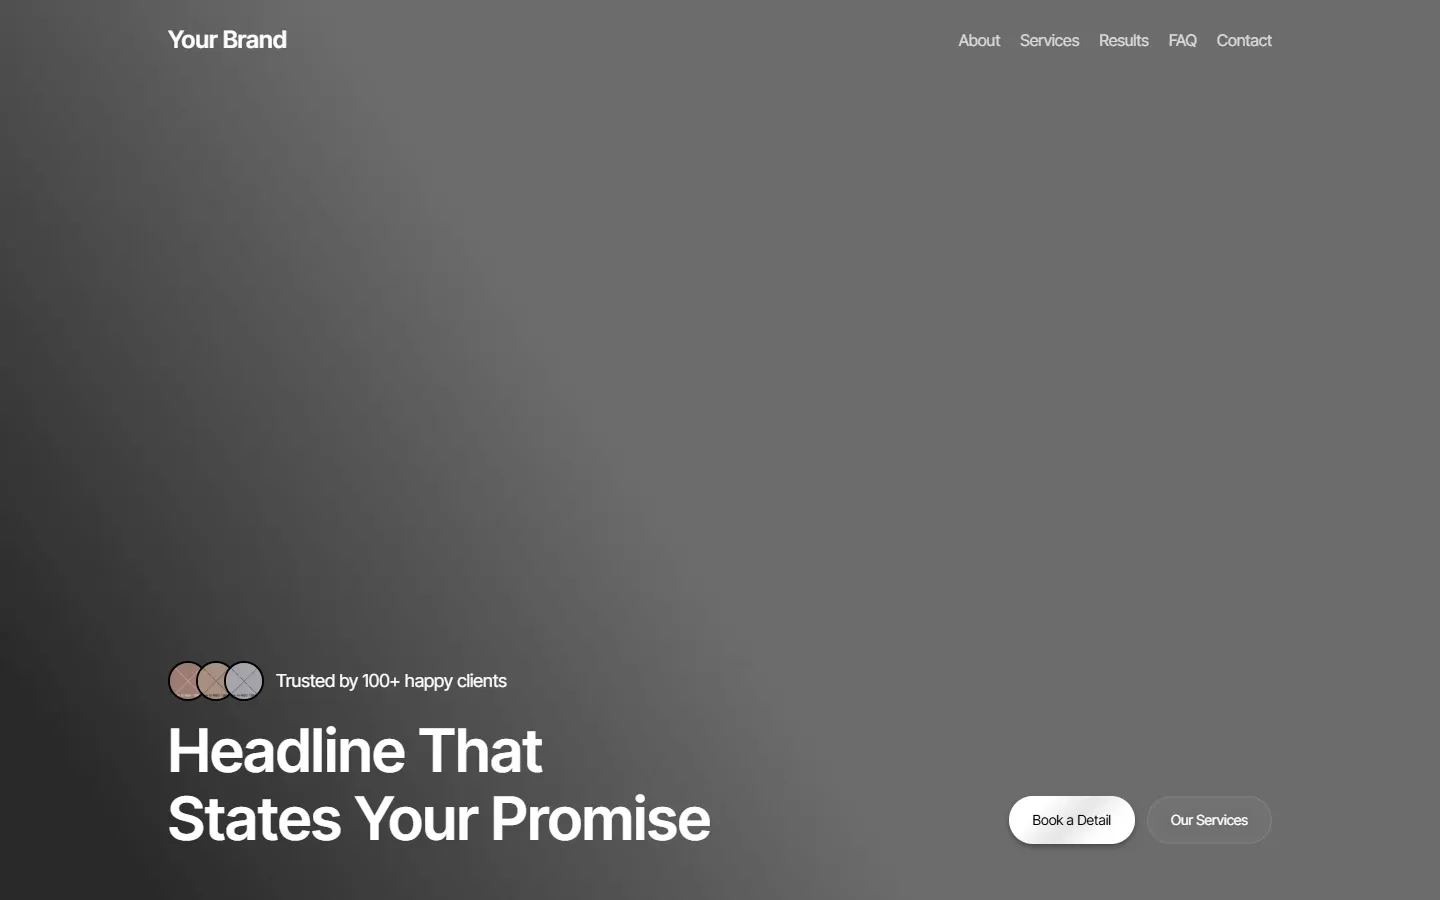 Your Brand
About Services Results FAQ Contact
Trusted by 100+ happy clients
Headline That
States Your Promise
Book a Detail
Our Services